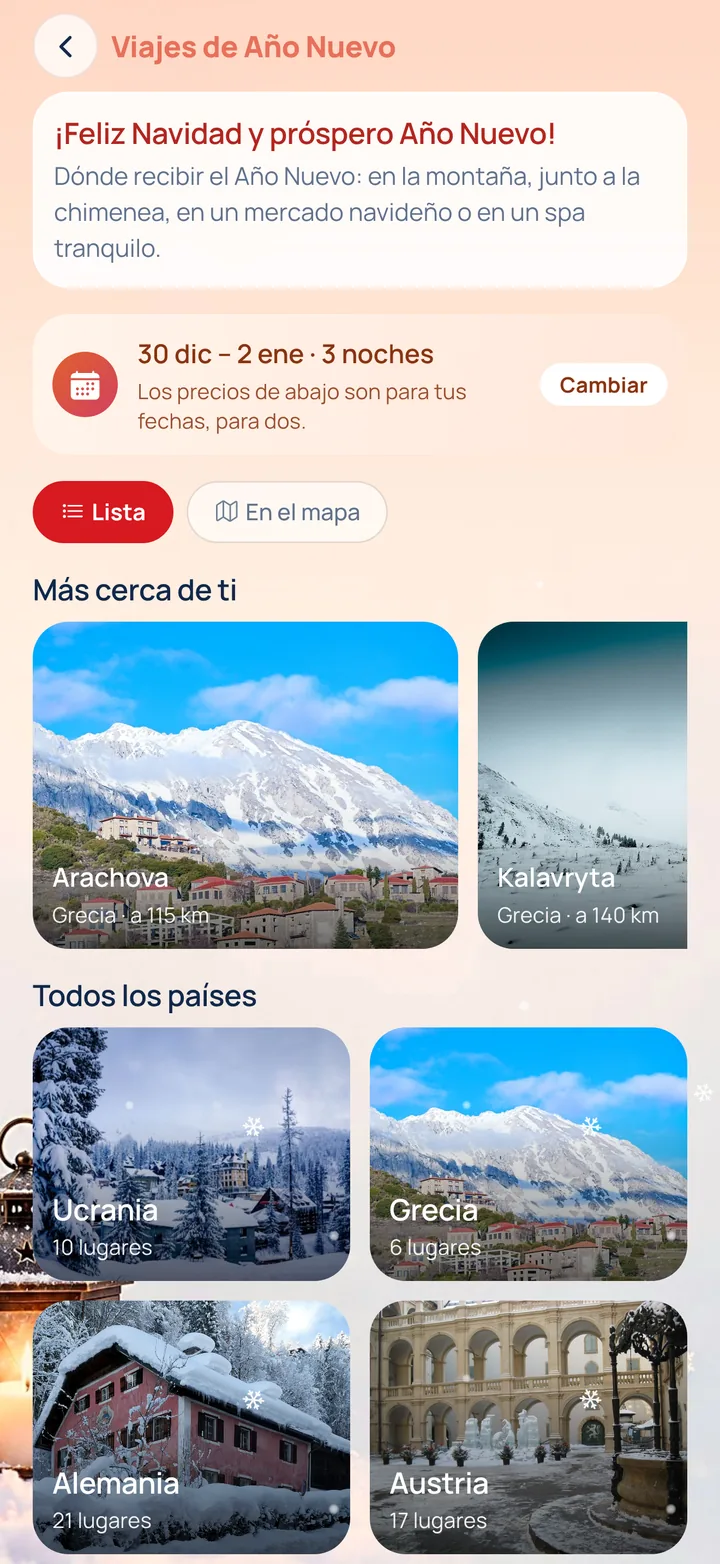 Viajes de Año Nuevo
¡Feliz Navidad y próspero Año Nuevo!
Dónde recibir el Año Nuevo: en la montaña, junto a la
chimenea, en un mercado navideño o en un spa
tranquilo.
30 dic – 2 ene · 3 noches
Los precios de abajo son para tus
fechas, para dos.
Cambiar
Lista
En el mapa
Más cerca de ti
Arachova
Grecia · a 115 km
Kalavryta
Grecia · a 140 km
Todos los países
Ucrania
10 lugares
Grecia
6 lugares
Alemania
21 lugares
Austria
17 lugares